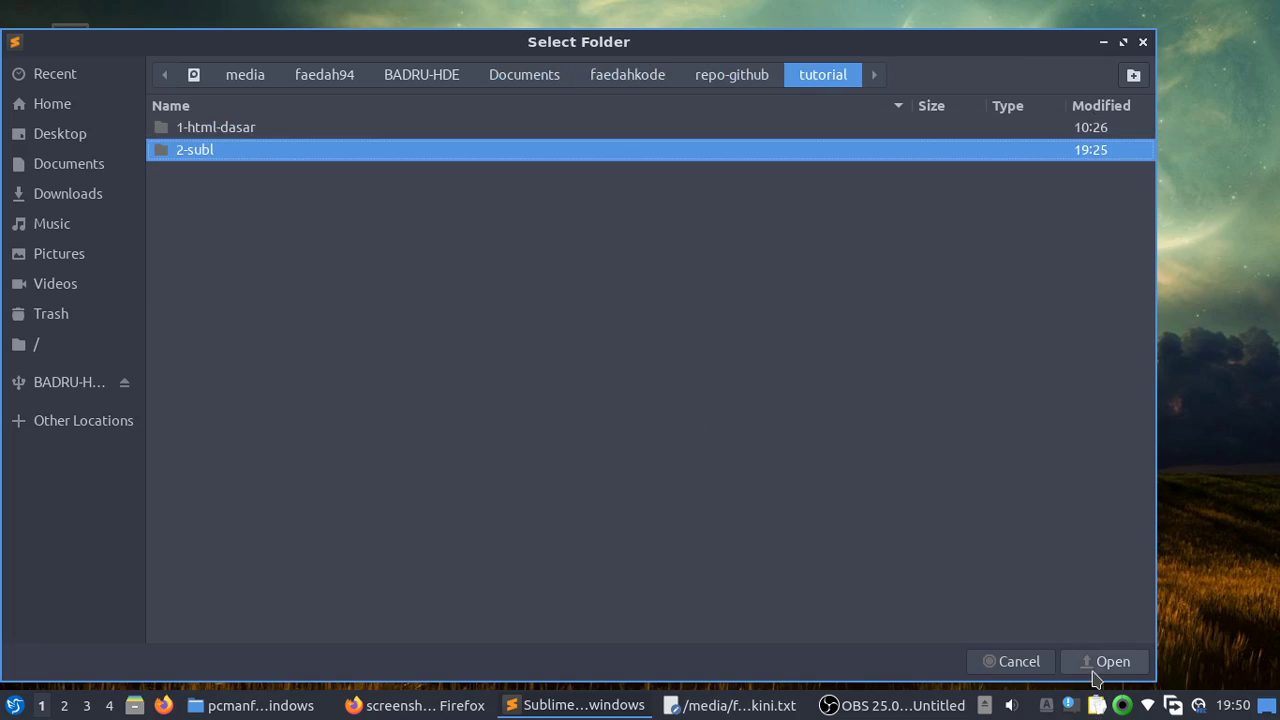 Select Folder
Recent
Home
Desktop
Documents
Downloads
Music
Pictures
Videos
Trash
/
BADRU-H...
Other Locations
media faedah94 BADRU-HDE Documents faedahkode repo-github tutorial
Name Size Type Modified
1-html-dasar 10:26
2-subl 19:25
Cancel Open
1 2 3 4 pcmanf...indows screensh... Firefox Sublime...windows /media/f...kini.txt OBS 25.0...Untitled A 19:50